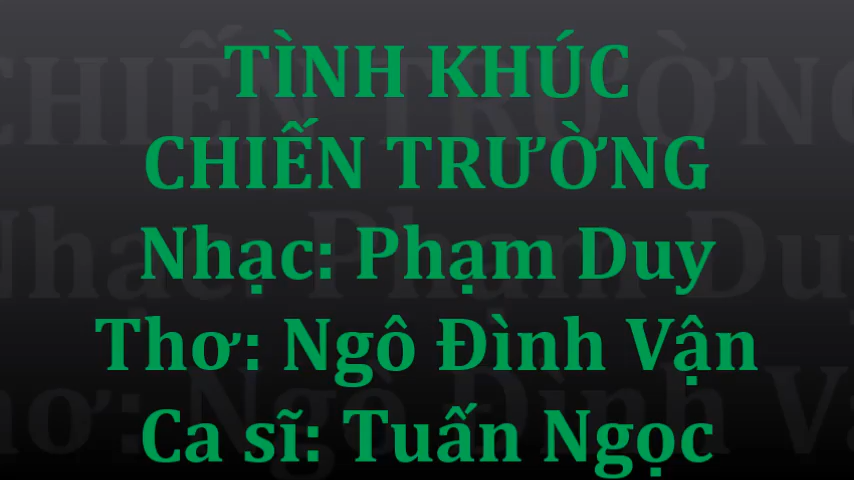 TÌNH KHÚC
CHIẾN TRƯỜNG
Nhạc: Phạm Duy
Thơ: Ngô Đình Vận
Ca sĩ: Tuấn Ngọc